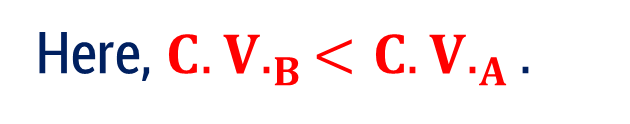 Here, C. V.B < C. V.A .